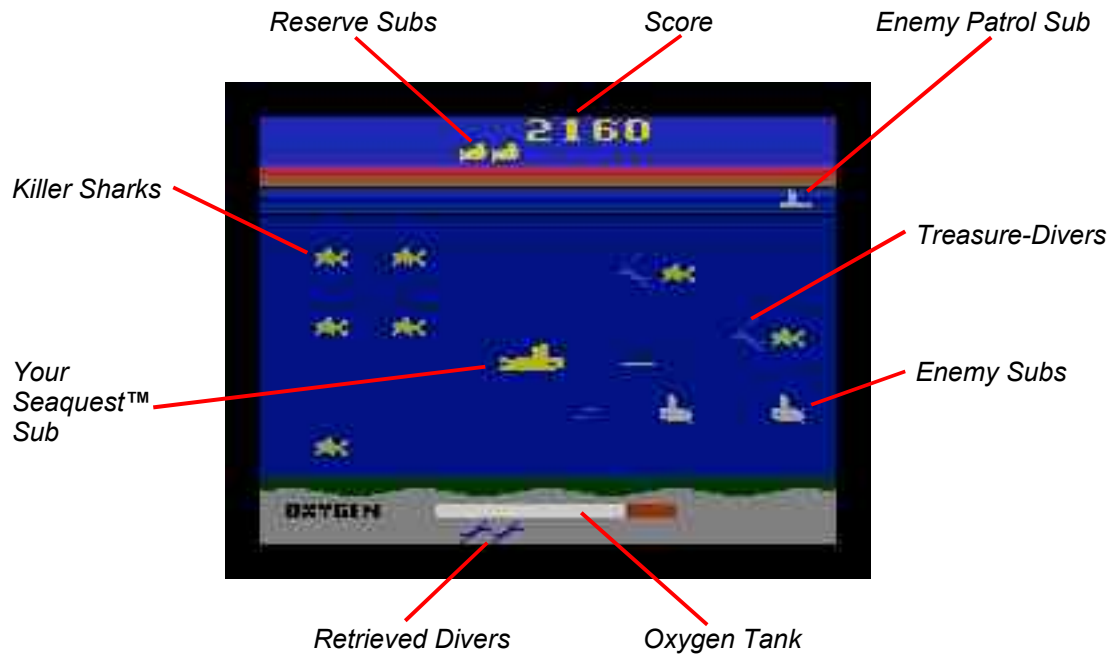 Reserve Subs
Score
Enemy Patrol Sub
2160
Killer Sharks
Treasure-Divers
Your
Seaquest™
Sub
Enemy Subs
OXYGEN
Retrieved Divers
Oxygen Tank